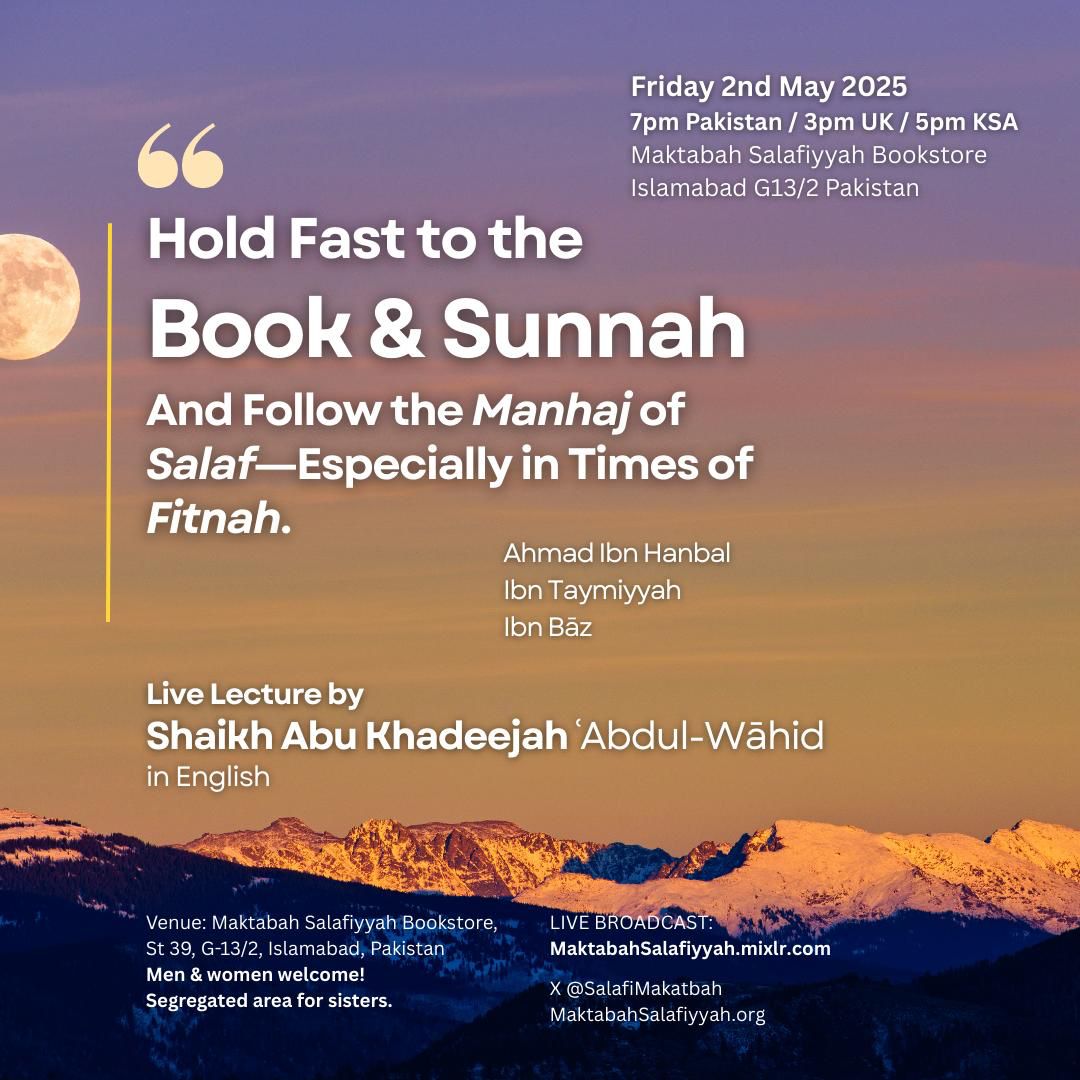 Friday 2nd May 2025
7pm Pakistan / 3pm UK / 5pm KSA
Maktabah Salafiyyah Bookstore
Islamabad G13/2 Pakistan
“
Hold Fast to the
Book & Sunnah
And Follow the Manhaj of
Salaf—Especially in Times of
Fitnah.
Ahmad Ibn Hanbal
Ibn Taymiyyah
Ibn Bāz
Live Lecture by
Shaikh Abu Khadeejah ʿAbdul-Wāhid
in English
Venue: Maktabah Salafiyyah Bookstore,
St 39, G-13/2, Islamabad, Pakistan
Men & women welcome!
Segregated area for sisters.
LIVE BROADCAST:
MaktabahSalafiyyah.mixlr.com
X @SalafiMakatbah
MaktabahSalafiyyah.org